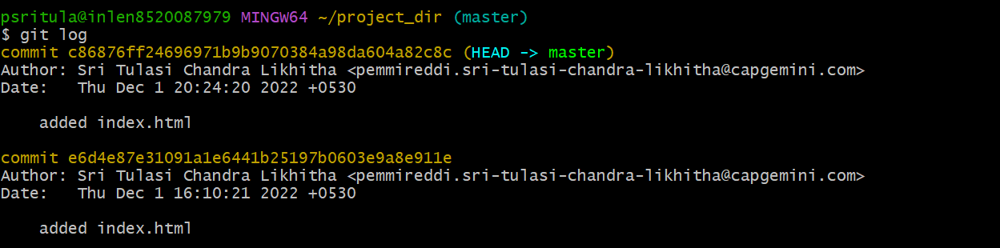 psritula@inlen8520087979 MINGW64 ~/project_dir (master)
$ git log
commit c86876ff24696971b9b9070384a98da604a82c8c (HEAD -> master)
Author: Sri Tulasi Chandra Likhitha <pemmireddi.sri-tulasi-chandra-likhitha@capgemini.com>
Date:   Thu Dec 1 20:24:20 2022 +0530
    added index.html
commit e6d4e87e31091a1e6441b25197b0603e9a8e911e
Author: Sri Tulasi Chandra Likhitha <pemmireddi.sri-tulasi-chandra-likhitha@capgemini.com>
Date:   Thu Dec 1 16:10:21 2022 +0530
    added index.html